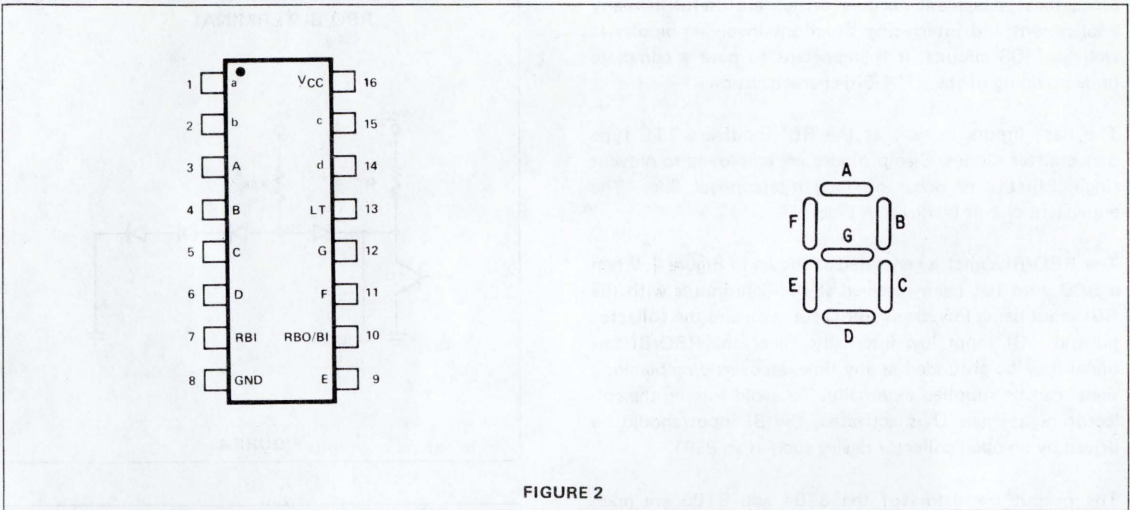 1 a VCC 16
2 b c 15
3 A d 14
4 B LT 13
5 C G 12
6 D F 11
7 RBI RBO/BI 10
8 GND E 9
A
F G B
E C
D
FIGURE 2